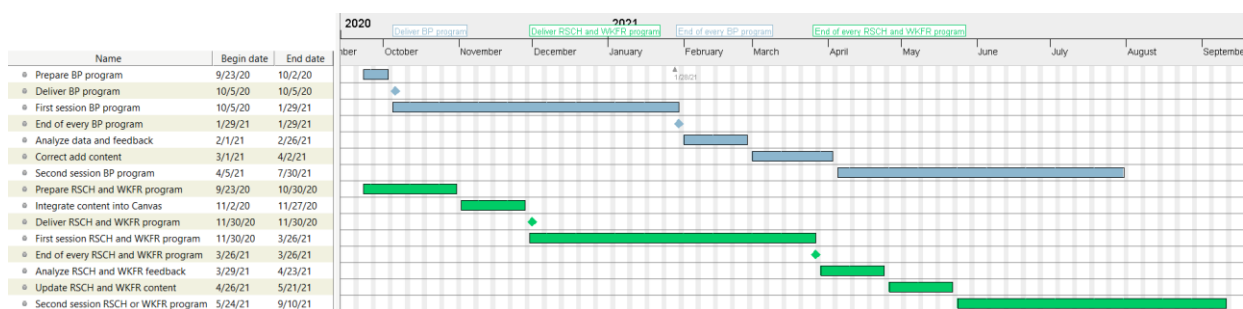 2020 2021
Deliver BP program Deliver RSCH and WKFR program End of every BP program End of every RSCH and WKFR program
Name Begin date End date mber October November December January February March April May June July August September
Prepare BP program 9/23/20 10/2/20
1/28/21
Deliver BP program 10/5/20 10/5/20
First session BP program 10/5/20 1/29/21
End of every BP program 1/29/21 1/29/21
Analyze data and feedback 2/1/21 2/26/21
Correct add content 3/1/21 4/2/21
Second session BP program 4/5/21 7/30/21
Prepare RSCH and WKFR program 9/23/20 10/30/20
Integrate content into Canvas 11/2/20 11/27/20
Deliver RSCH and WKFR program 11/30/20 11/30/20
First session RSCH and WKFR program 11/30/20 3/26/21
End of every RSCH and WKFR program 3/26/21 3/26/21
Analyze RSCH and WKFR feedback 3/29/21 4/23/21
Update RSCH and WKFR content 4/26/21 5/21/21
Second session RSCH or WKFR program 5/24/21 9/10/21